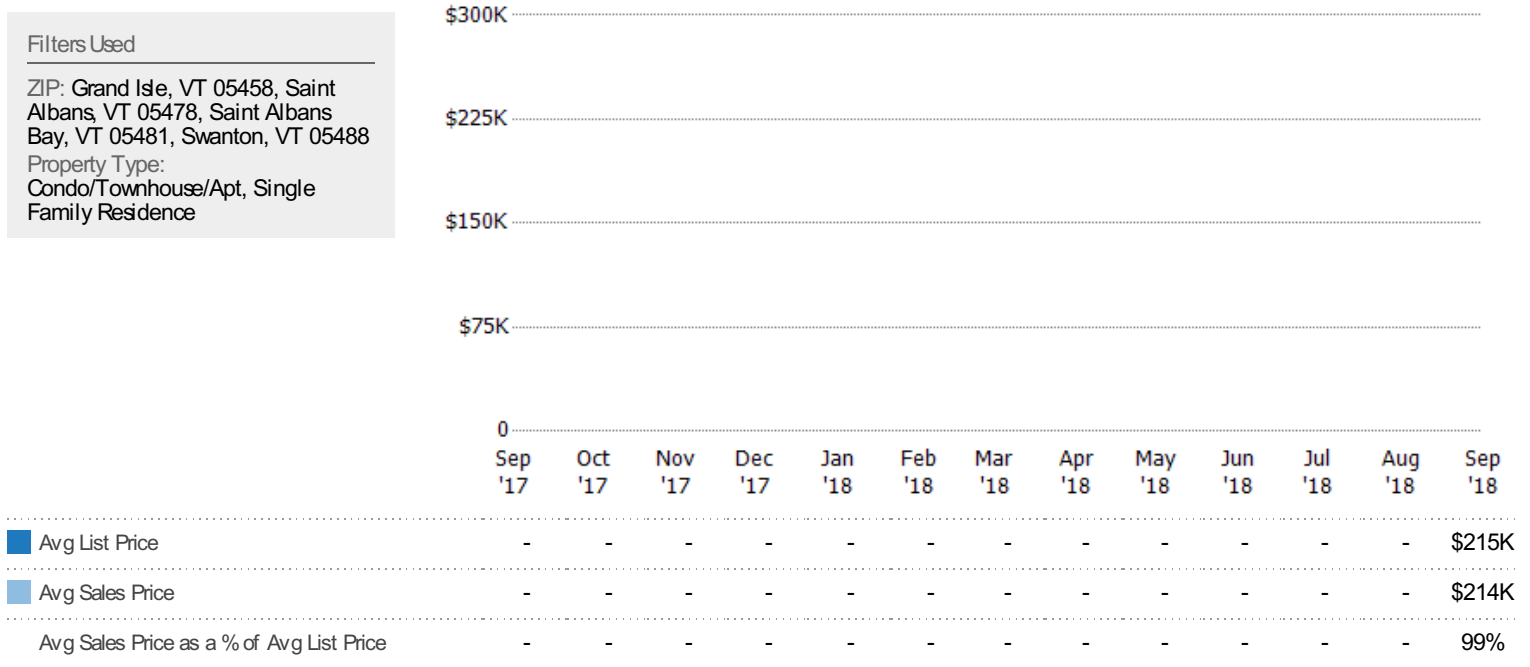 Filters Used
ZIP: Grand Isle, VT 05458, Saint
Albans, VT 05478, Saint Albans
Bay, VT 05481, Swanton, VT 05488
Property Type:
Condo/Townhouse/Apt, Single
Family Residence
$300K
$225K
$150K
$75K
0
Sep Oct Nov Dec Jan Feb Mar Apr May Jun Jul Aug Sep
'17 '17 '17 '17 '18 '18 '18 '18 '18 '18 '18 '18 '18
Avg List Price - - - - - - - - - - - - $215K
Avg Sales Price - - - - - - - - - - - - $214K
Avg Sales Price as a % of Avg List Price - - - - - - - - - - - - 99%